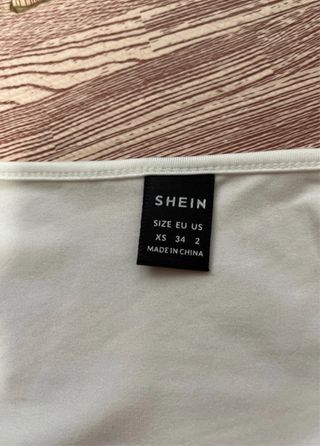 SHEIN
SIZE EU US
XS 34 2
MADE IN CHINA